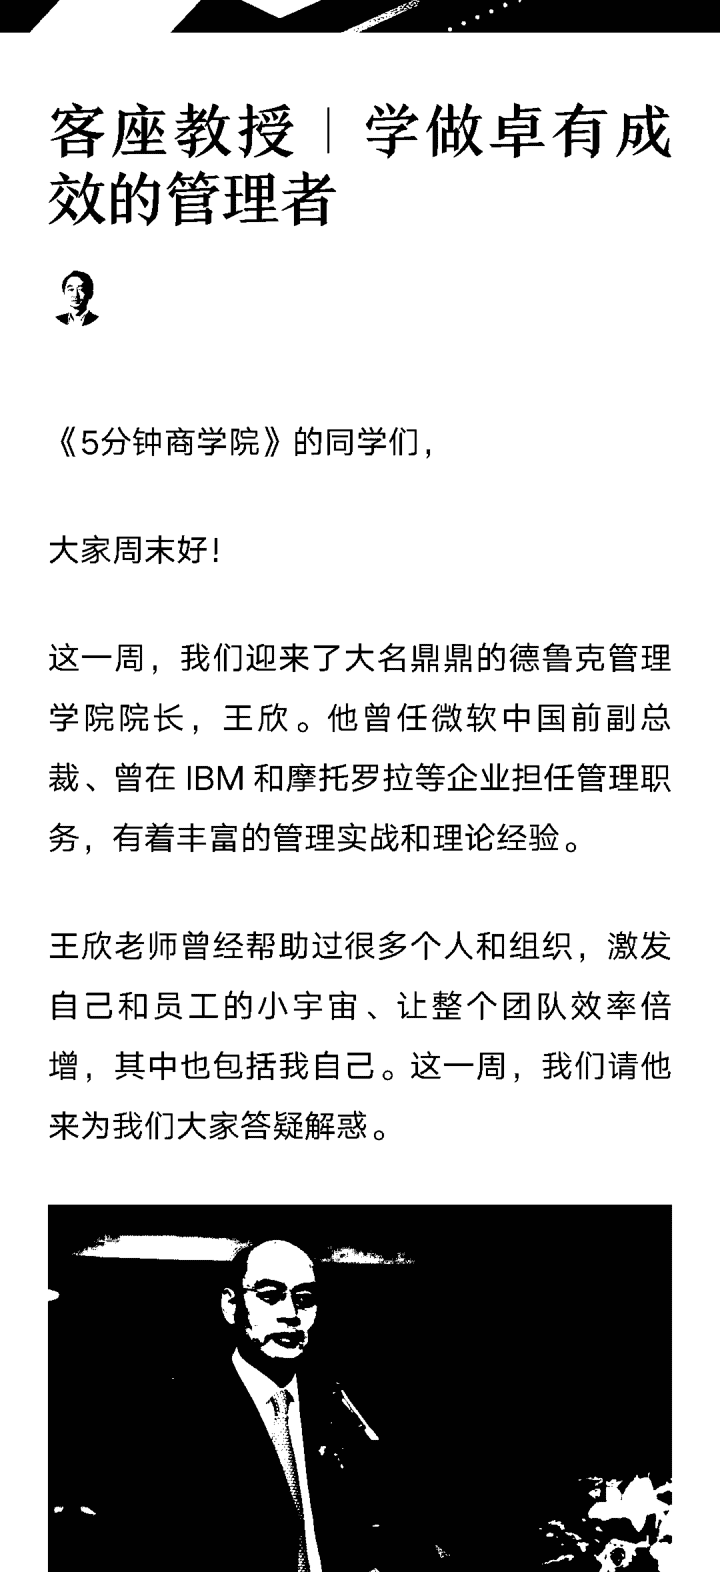 客座教授｜学做卓有成
效的管理者
《5分钟商学院》的同学们，
大家周末好！
这一周，我们迎来了大名鼎鼎的德鲁克管理
学院院长，王欣。他曾任微软中国前副总
裁、曾在 IBM 和摩托罗拉等企业担任管理职
务，有着丰富的管理实战和理论经验。
王欣老师曾经帮助过很多个人和组织，激发
自己和员工的小宇宙、让整个团队效率倍
增，其中也包括我自己。这一周，我们请他
来为我们大家答疑解惑。